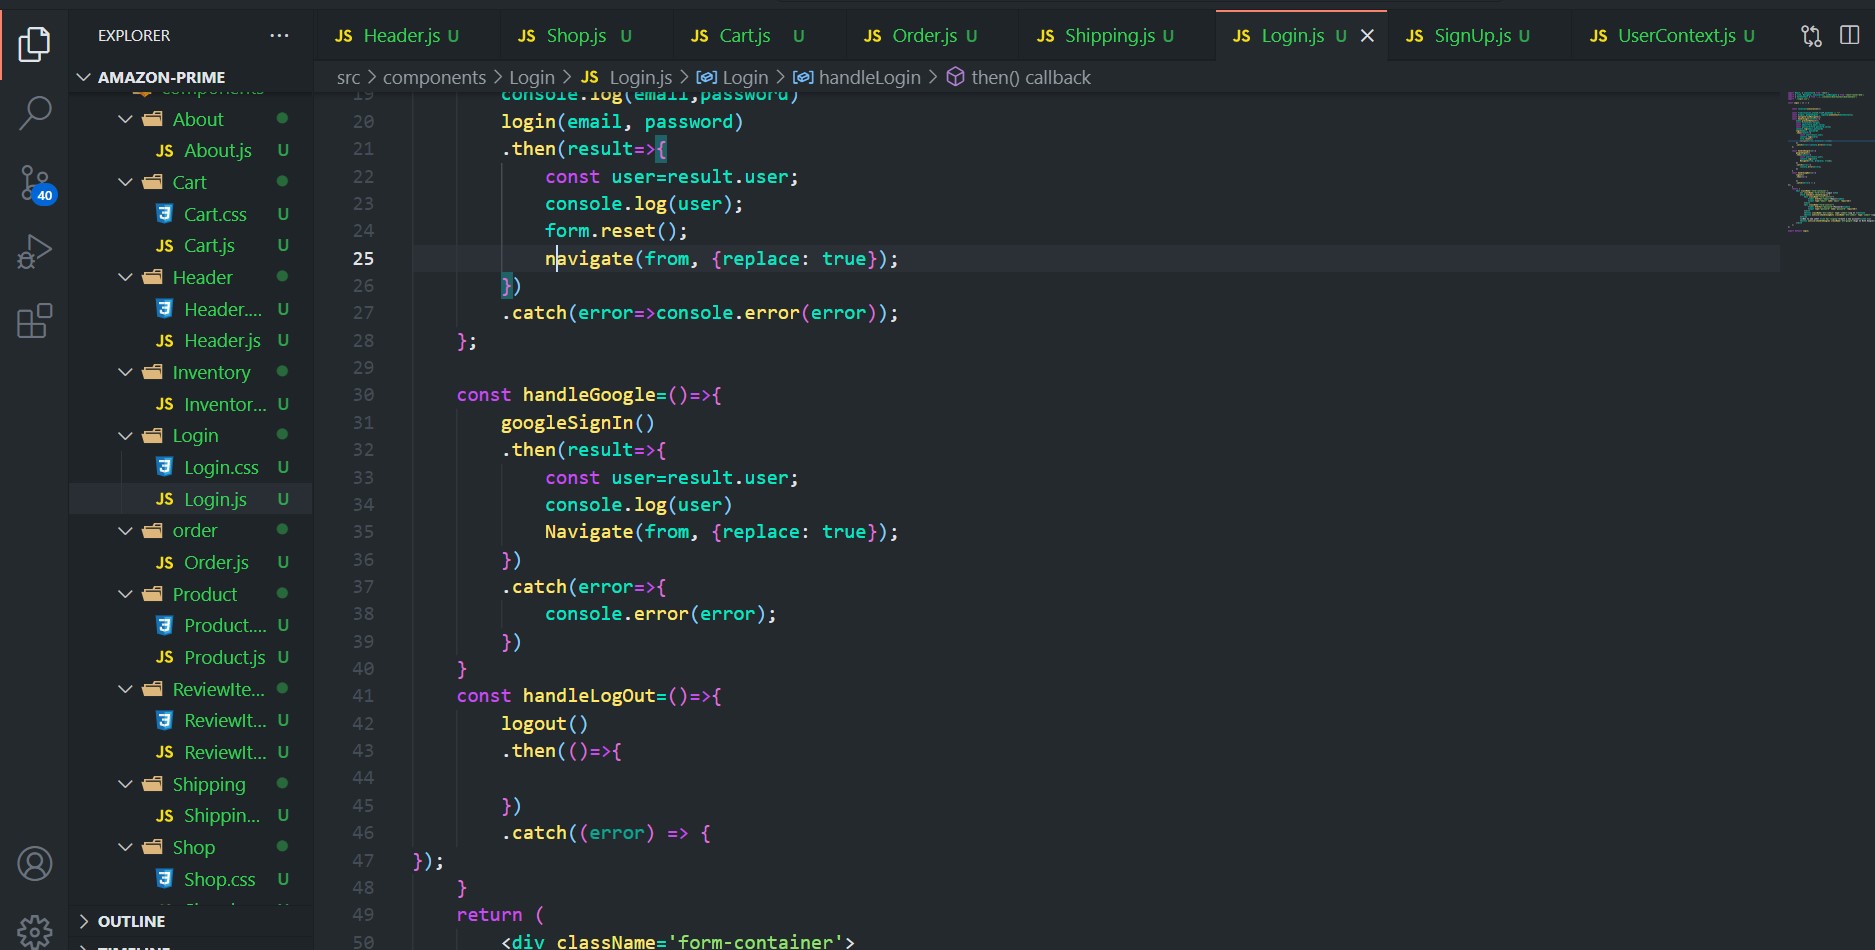 EXPLORER ...
AMAZON-PRIME
components
About
JS About.js U
Cart
Cart.css U
JS Cart.js U
Header
Header.... U
JS Header.js U
Inventory
JS Inventor... U
Login
Login.css U
JS Login.js U
order
JS Order.js U
Product
Product.... U
JS Product.js U
ReviewIte...
ReviewIt... U
JS ReviewIt... U
Shipping
JS Shippin... U
Shop
Shop.css U
OUTLINE
TIMELINE
40
JS Header.js U JS Shop.js U JS Cart.js U JS Order.js U JS Shipping.js U JS Login.js U JS SignUp.js U JS UserContext.js U
src > components > Login > JS Login.js > Login > handleLogin > then() callback
19 console.log(email,password)
20 login(email, password)
21 .then(result=>{
22 const user=result.user;
23 console.log(user);
24 form.reset();
25 navigate(from, {replace: true});
26 })
27 .catch(error=>console.error(error));
28 };
29
30 const handleGoogle=()=>{
31 googleSignIn()
32 .then(result=>{
33 const user=result.user;
34 console.log(user)
35 Navigate(from, {replace: true});
36 })
37 .catch(error=>{
38 console.error(error);
39 })
40 }
41 const handleLogOut=()=>{
42 logout()
43 .then(()=>{
44
45 })
46 .catch((error) => {
47 });
48 }
49 return (
50 <div className='form-container'>